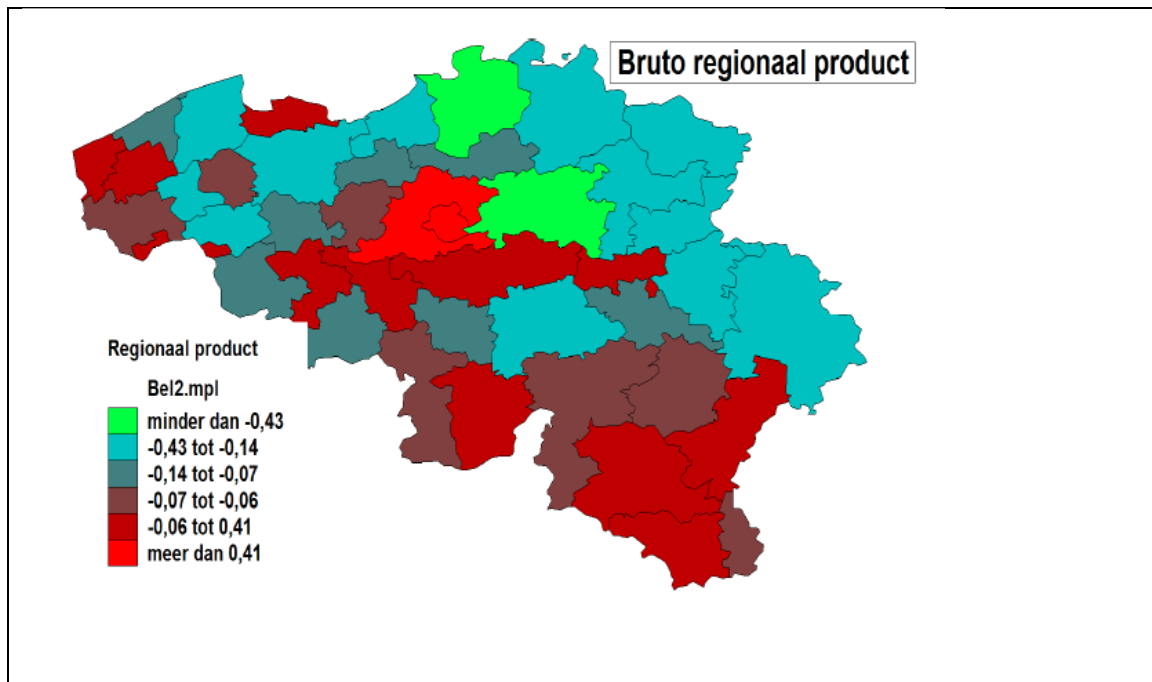 Bruto regionaal product
Regionaal product
Bel2.mpl
minder dan -0,43
-0,43 tot -0,14
-0,14 tot -0,07
-0,07 tot -0,06
-0,06 tot 0,41
meer dan 0,41